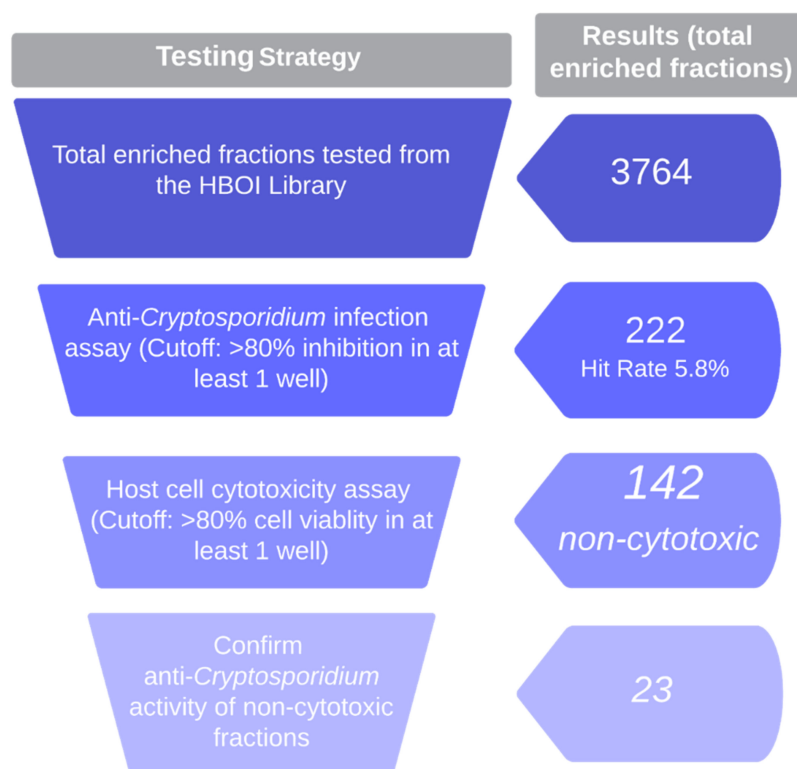 Testing Strategy
Results (total
enriched fractions)
Total enriched fractions tested from
the HBOI Library
3764
Anti-Cryptosporidium infection
assay (Cutoff: >80% inhibition in at
least 1 well)
222
Hit Rate 5.8%
Host cell cytotoxicity assay
(Cutoff: >80% cell viablity in at
least 1 well)
142
non-cytotoxic
Confirm
anti-Cryptosporidium
activity of non-cytotoxic
fractions
23